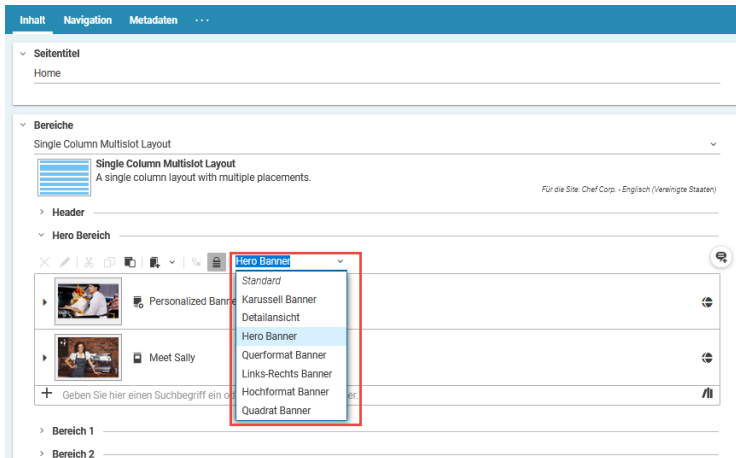 Inhalt Navigation Metadaten ···
Seitentitel
Home
Bereiche
Single Column Multislot Layout
Single Column Multislot Layout
A single column layout with multiple placements.
Für die Site: Chef Corp. - Englisch (Vereinigte Staaten)
Header
Hero Bereich
Hero Banner
Standard
Karussell Banner
Detailansicht
Hero Banner
Querformat Banner
Links-Rechts Banner
Hochformat Banner
Quadrat Banner
Personalized Banne
Meet Sally
Geben Sie hier einen Suchbegriff ein od er.
Bereich 1
Bereich 2